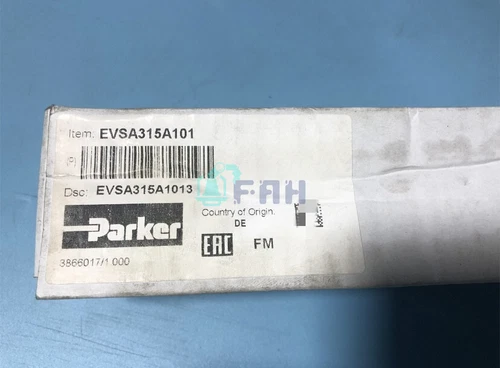 Item: EVSA315A101
(P)
Dsc: EVSA315A1013
FAH
Parker
Country of Origin.
DE
3866017/1.000
EAC
FM